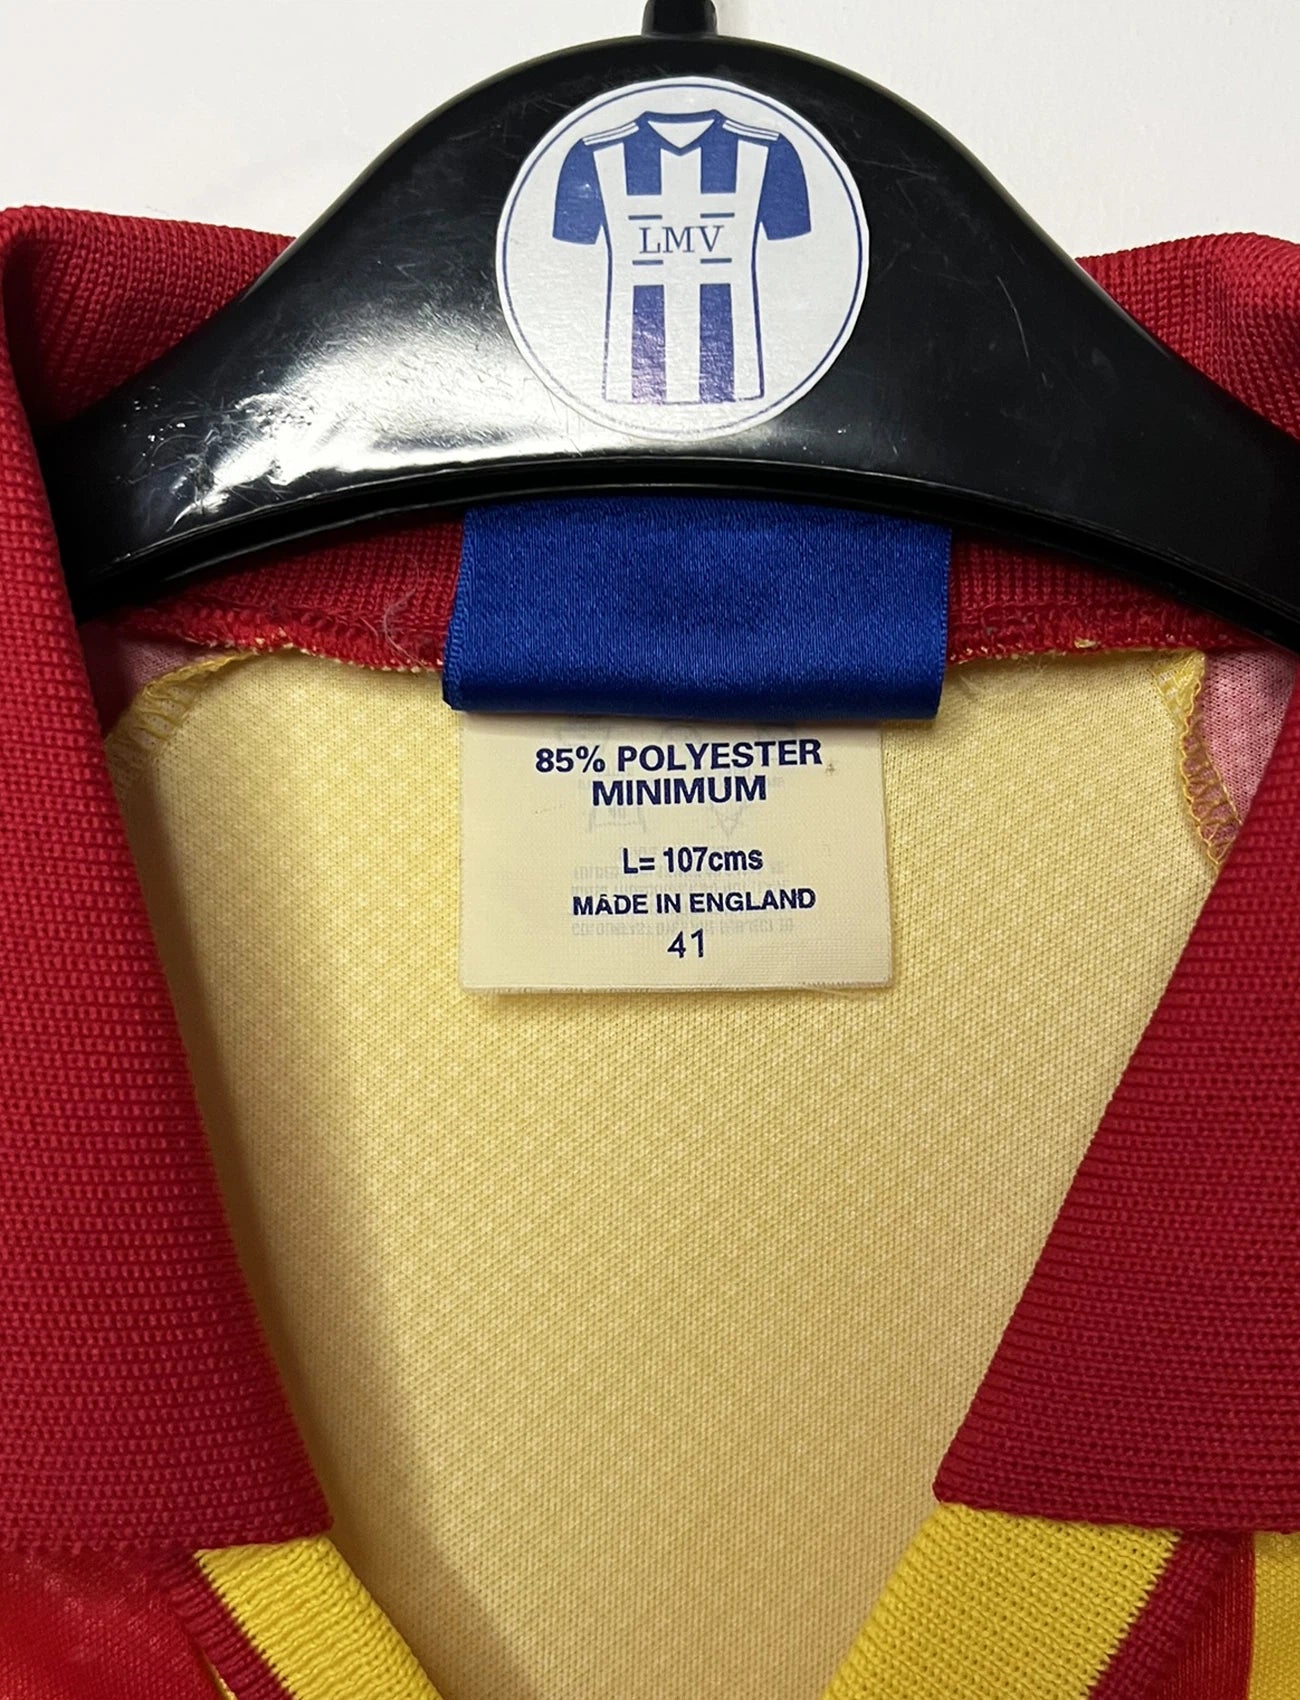 LMV
85% POLYESTER
MINIMUM
L= 107cms
MADE IN ENGLAND
41